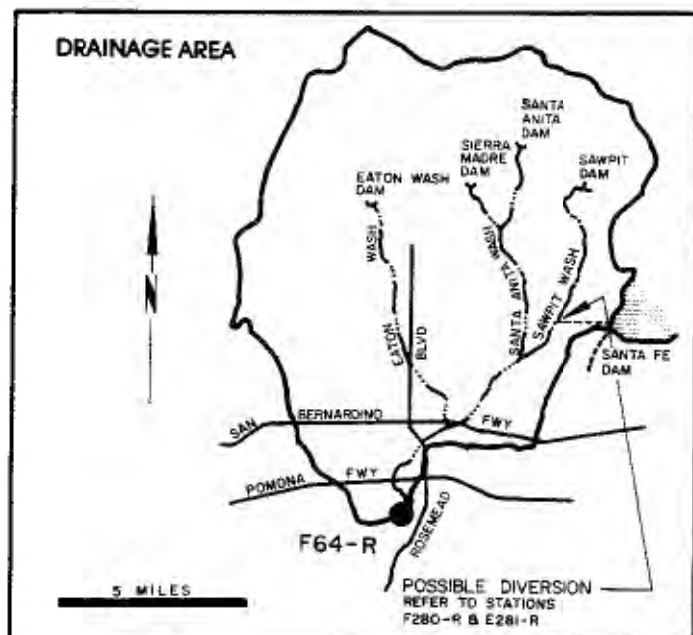 DRAINAGE AREA
SANTA
ANITA
DAM
SIERRA
MADRE
DAM
SAWPIT
DAM
EATON WASH
DAM
WASH
EATON
BLVD
SANTA ANITA WASH
SAWPIT WASH
N
SANTA FE
DAM
SAN BERNARDINO FWY
POMONA FWY
F64-R
ROSEMEAD
5 MILES
POSSIBLE DIVERSION
REFER TO STATIONS
F280-R & E281-R